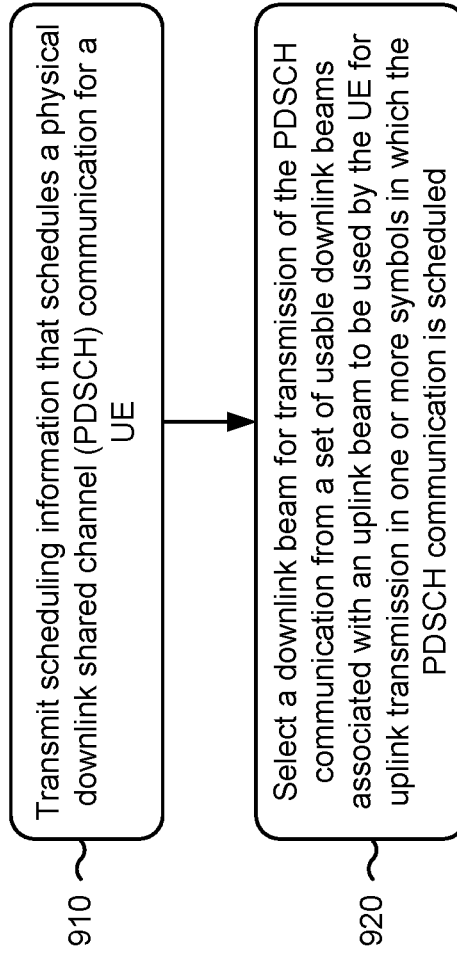 910
Transmit scheduling information that schedules a physical
downlink shared channel (PDSCH) communication for a
UE
920
Select a downlink beam for transmission of the PDSCH
communication from a set of usable downlink beams
associated with an uplink beam to be used by the UE for
uplink transmission in one or more symbols in which the
PDSCH communication is scheduled